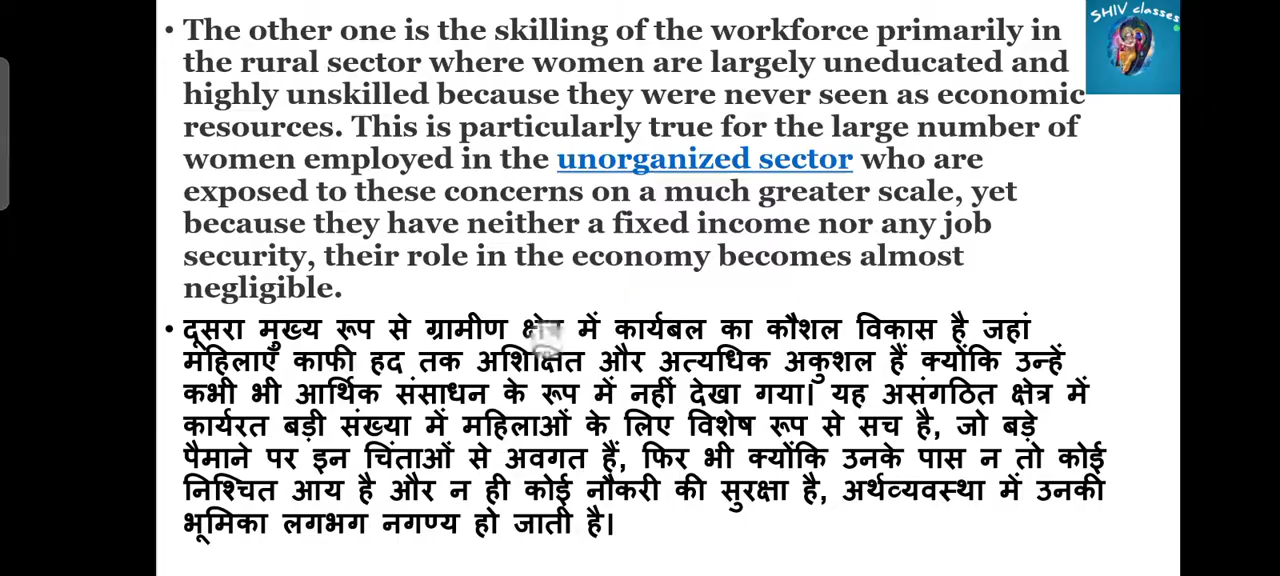 SHIV classes
• The other one is the skilling of the workforce primarily in
the rural sector where women are largely uneducated and
highly unskilled because they were never seen as economic
resources. This is particularly true for the large number of
women employed in the unorganized sector who are
exposed to these concerns on a much greater scale, yet
because they have neither a fixed income nor any job
security, their role in the economy becomes almost
negligible.
• दूसरा मुख्य रूप से ग्रामीण क्षेत्र में कार्यबल का कौशल विकास है जहां
महिलाएँ काफी हद तक अशिक्षित और अत्यधिक अकुशल हैं क्योंकि उन्हें
कभी भी आर्थिक संसाधन के रूप में नहीं देखा गया। यह असंगठित क्षेत्र में
कार्यरत बड़ी संख्या में महिलाओं के लिए विशेष रूप से सच है, जो बड़े
पैमाने पर इन चिंताओं से अवगत हैं, फिर भी क्योंकि उनके पास न तो कोई
निश्चित आय है और न ही कोई नौकरी की सुरक्षा है, अर्थव्यवस्था में उनकी
भूमिका लगभग नगण्य हो जाती है।